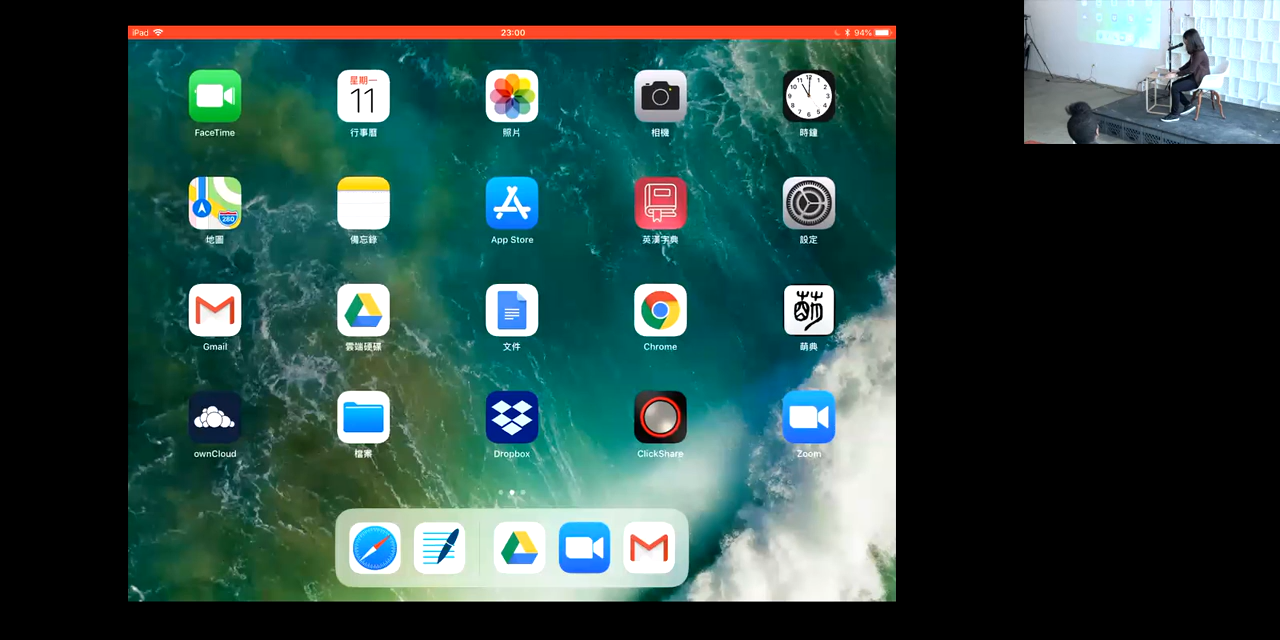 iPad 23:00 94%
星期一
11
FaceTime 行事曆 照片 相機 時鐘
280
地圖 備忘錄 App Store 英漢字典 設定
萌
Gmail 雲端硬碟 文件 Chrome 萌典
ownCloud 檔案 Dropbox ClickShare Zoom